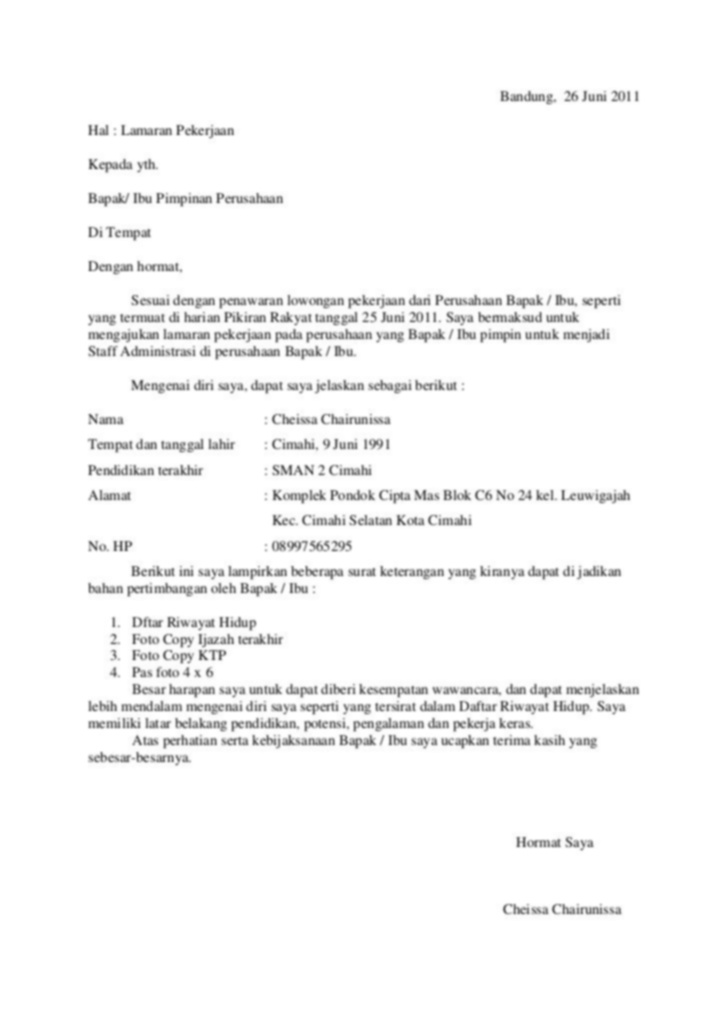 Bandung, 26 Juni 2011
Hal : Lamaran Pekerjaan
Kepada yth.
Bapak/ Ibu Pimpinan Perusahaan
Di Tempat
Dengan hormat,
Sesuai dengan penawaran lowongan pekerjaan dari Perusahaan Bapak / Ibu, seperti
yang termuat di harian Pikiran Rakyat tanggal 25 Juni 2011. Saya bermaksud untuk
mengajukan lamaran pekerjaan pada perusahaan yang Bapak / Ibu pimpin untuk menjadi
Staff Administrasi di perusahaan Bapak / Ibu.
Mengenai diri saya, dapat saya jelaskan sebagai berikut :
Nama : Cheissa Chairunissa
Tempat dan tanggal lahir : Cimahi, 9 Juni 1991
Pendidikan terakhir : SMAN 2 Cimahi
Alamat : Komplek Pondok Cipta Mas Blok C6 No 24 kel. Leuwigajah
Kec. Cimahi Selatan Kota Cimahi
No. HP : 08997565295
Berikut ini saya lampirkan beberapa surat keterangan yang kiranya dapat di jadikan
bahan pertimbangan oleh Bapak / Ibu :
1. Dftar Riwayat Hidup
2. Foto Copy Ijazah terakhir
3. Foto Copy KTP
4. Pas foto 4 x 6
Besar harapan saya untuk dapat diberi kesempatan wawancara, dan dapat menjelaskan
lebih mendalam mengenai diri saya seperti yang tersirat dalam Daftar Riwayat Hidup. Saya
memiliki latar belakang pendidikan, potensi, pengalaman dan pekerja keras.
Atas perhatian serta kebijaksanaan Bapak / Ibu saya ucapkan terima kasih yang
sebesar-besarnya.
Hormat Saya
Cheissa Chairunissa